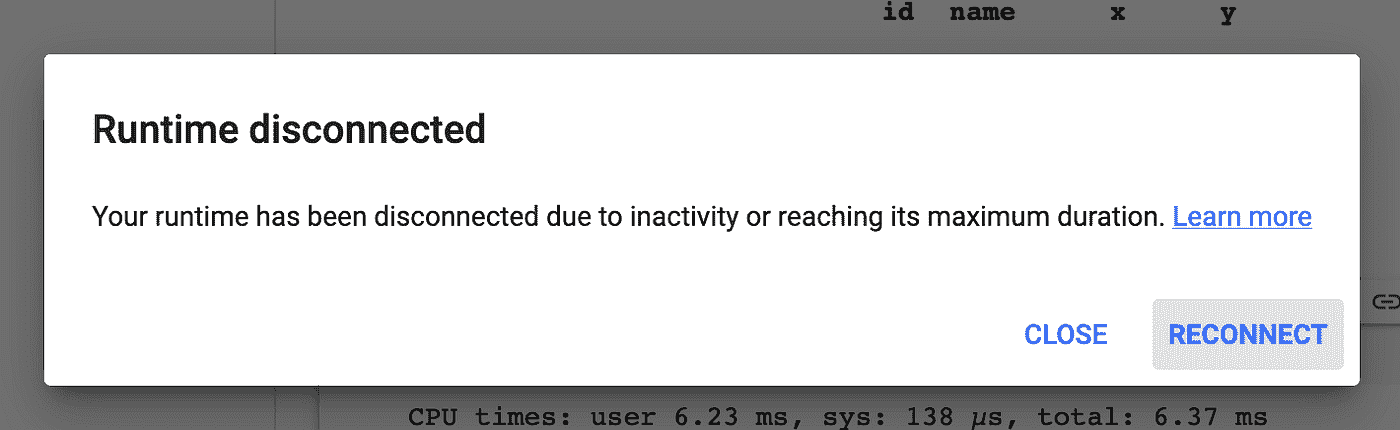 id name x y
Runtime disconnected
Your runtime has been disconnected due to inactivity or reaching its maximum duration. Learn more
CLOSE RECONNECT
CPU times: user 6.23 ms, sys: 138 µs, total: 6.37 ms